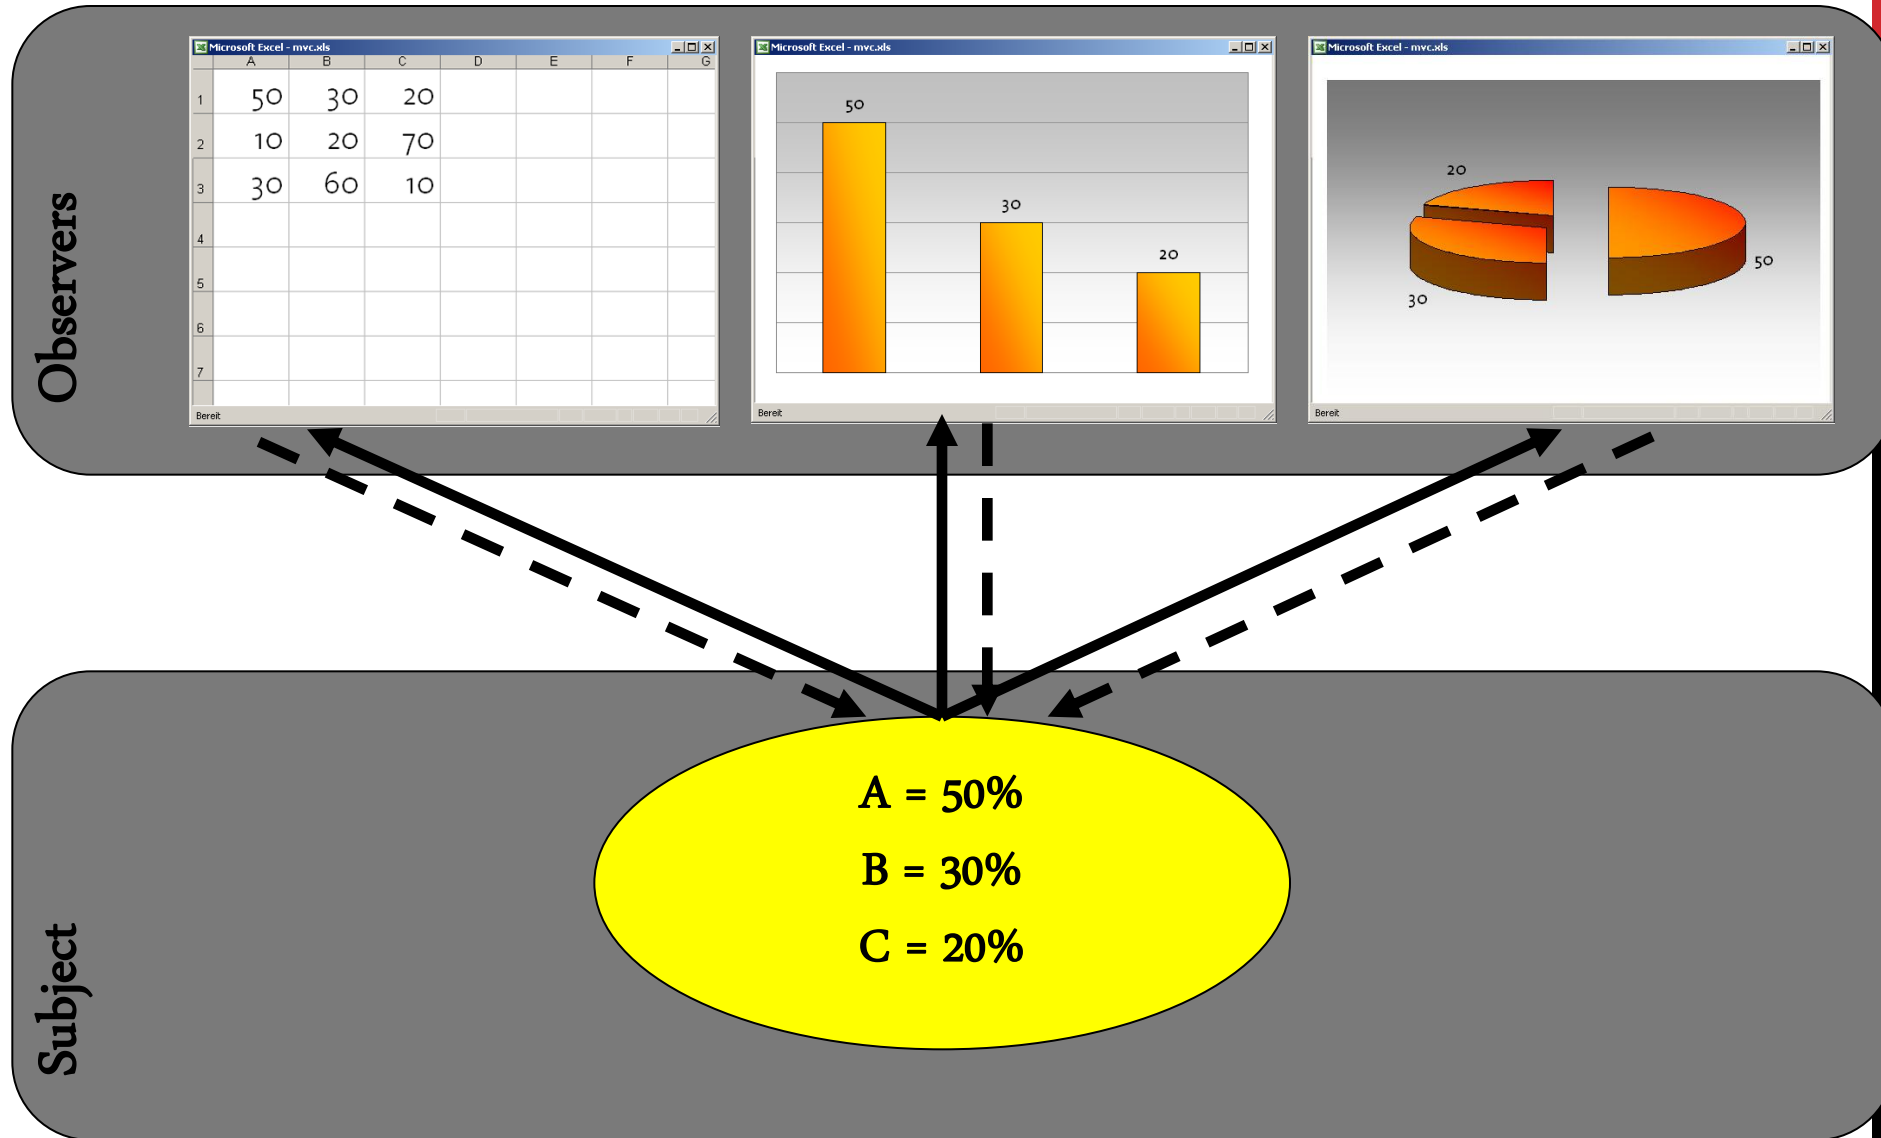 Observers
Microsoft Excel - mvc.xls
A B C D E F G
1 50 30 20
2 10 20 70
3 30 60 10
4
5
6
7
Bereit
Microsoft Excel - mvc.xls
50
30
20
Bereit
Microsoft Excel - mvc.xls
20
50
30
Bereit
Subject
A = 50%
B = 30%
C = 20%